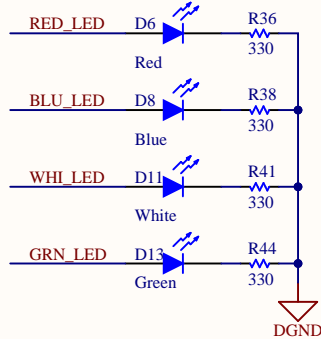 RED_LED D6 R36
330
Red
BLU_LED D8 R38
330
Blue
WHI_LED D11 R41
330
White
GRN_LED D13 R44
330
Green
DGND